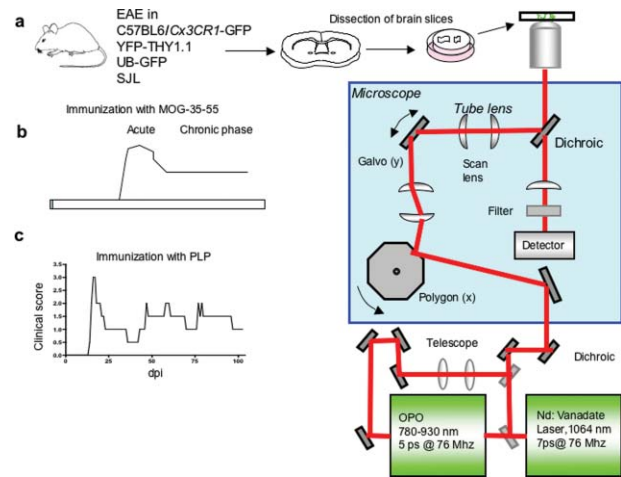 a
EAE in
C57BL6/Cx3CR1-GFP
YFP-THY1.1
UB-GFP
SJL
Dissection of brain slices
Microscope
Tube lens
Galvo (y)
Scan
lens
Dichroic
Filter
Detector
Polygon (x)
Telescope
Dichroic
OPO
780-930 nm
5 ps @ 76 Mhz
Nd: Vanadate
Laser, 1064 nm
7ps@ 76 Mhz
b
Immunization with MOG-35-55
Acute
Chronic phase
c
Immunization with PLP
Clinical score
3.5
3.0
2.5
2.0
1.5
1.0
0.5
0.0
0
25
50
75
100
dpi